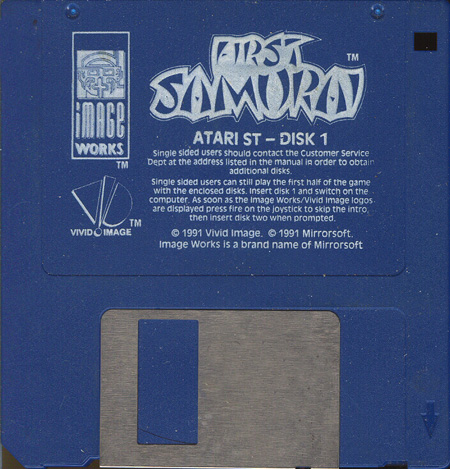 FIRST
SAMURAI
TM
ATARI ST – DISK 1
Single sided users should contact the Customer Service
Dept at the address listed in the manual in order to obtain
additional disks.
Single sided users can still play the first half of the game
with the enclosed disks. Insert disk 1 and switch on the
computer. As soon as the Image Works/Vivid Image logos
are displayed press fire on the joystick to skip the intro,
then insert disk two when prompted.
© 1991 Vivid Image. © 1991 Mirrorsoft.
Image Works is a brand name of Mirrorsoft
image
WORKS
TM
VI
TM
VIVID IMAGE